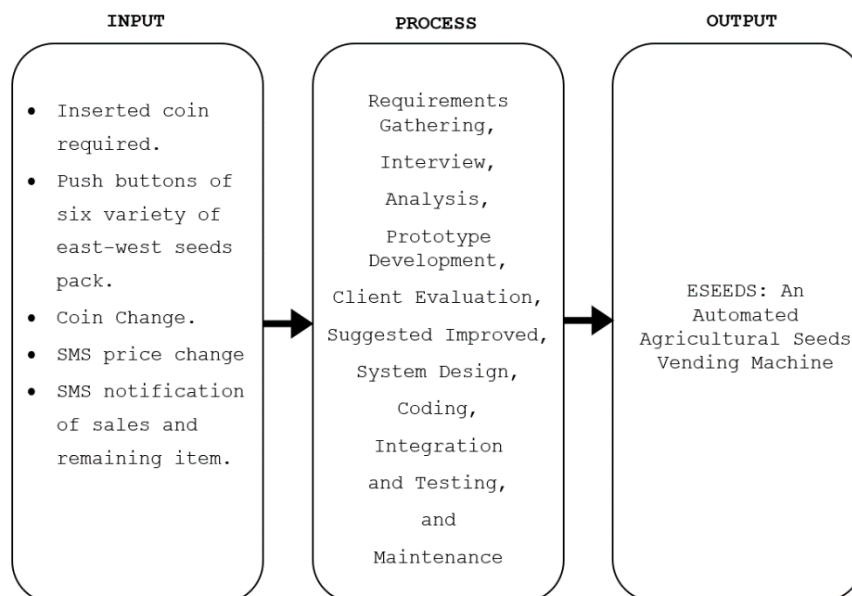 INPUT
PROCESS
OUTPUT
• Inserted coin
required.
• Push buttons of
six variety of
east-west seeds
pack.
• Coin Change.
• SMS price change
• SMS notification
of sales and
remaining item.
Requirements
Gathering,
Interview,
Analysis,
Prototype
Development,
Client Evaluation,
Suggested Improved,
System Design,
Coding,
Integration
and Testing,
and
Maintenance
ESEEDS: An
Automated
Agricultural Seeds
Vending Machine